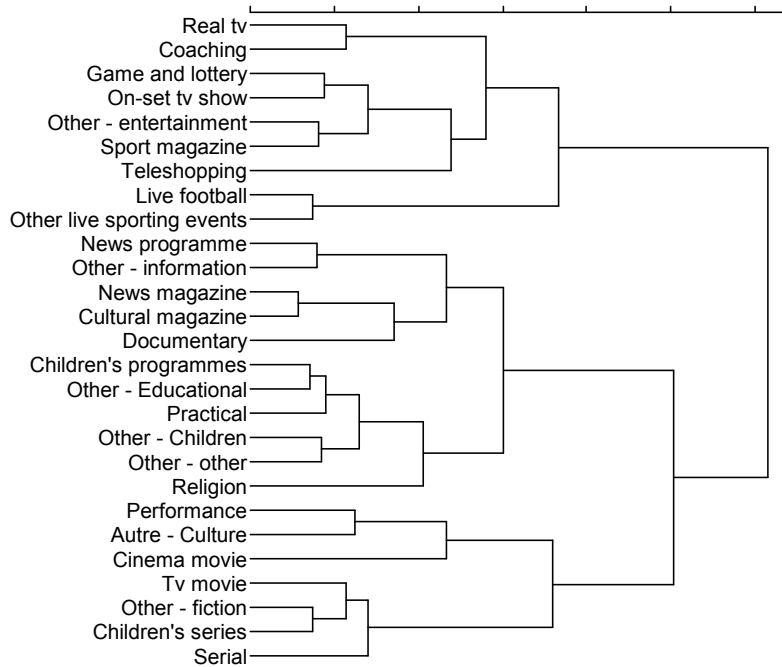 Real tv
Coaching
Game and lottery
On-set tv show
Other - entertainment
Sport magazine
Teleshopping
Live football
Other live sporting events
News programme
Other - information
News magazine
Cultural magazine
Documentary
Children's programmes
Other - Educational
Practical
Other - Children
Other - other
Religion
Performance
Autre - Culture
Cinema movie
Tv movie
Other - fiction
Children's series
Serial